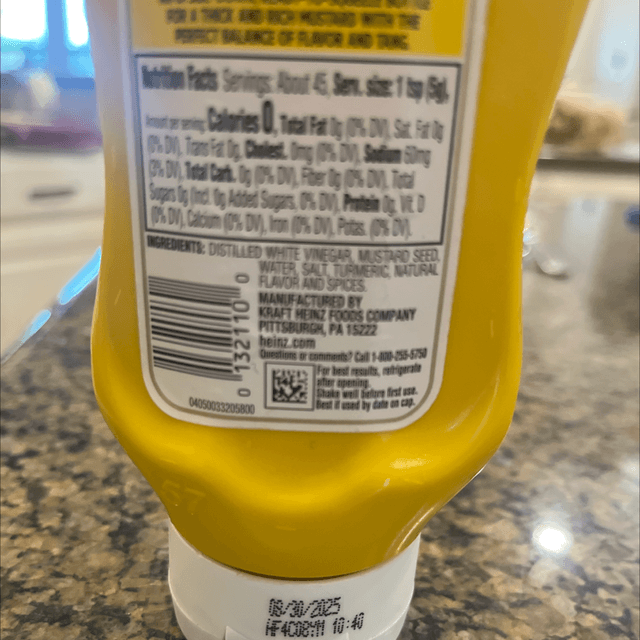 FOR A THICK AND RICH MUSTARD WITH THE
PERFECT BALANCE OF FLAVOR AND TANG.
Nutrition Facts Servings: About 45, Serv. size: 1 tsp (5g),
Amount per serving: Calories 0, Total Fat 0g (0% DV), Sat. Fat 0g
(0% DV), Trans Fat 0g, Cholest. 0mg (0% DV), Sodium
DV), Total Carb. 0g (0% DV), Fiber 0g (0% DV), Total
Sugars 0g (Incl. 0g Added Sugars, 0% DV), Protein 0g, Vit. D
(0% DV), Calcium (0% DV), Iron (0% DV), Potas. (0% DV).
INGREDIENTS: DISTILLED WHITE VINEGAR, MUSTARD SEED,
WATER, SALT, TURMERIC, NATURAL
FLAVOR AND SPICES.
MANUFACTURED BY
KRAFT HEINZ FOODS COMPANY
PITTSBURGH, PA 15222
heinz.com
Questions or comments? Call 1-800-255-5750
For best results, refrigerate
after opening.
Shake well before first use.
Best if used by date on cap.
0 132110 0
04050033205800
57
08/30/2025
HF4C08 10:40